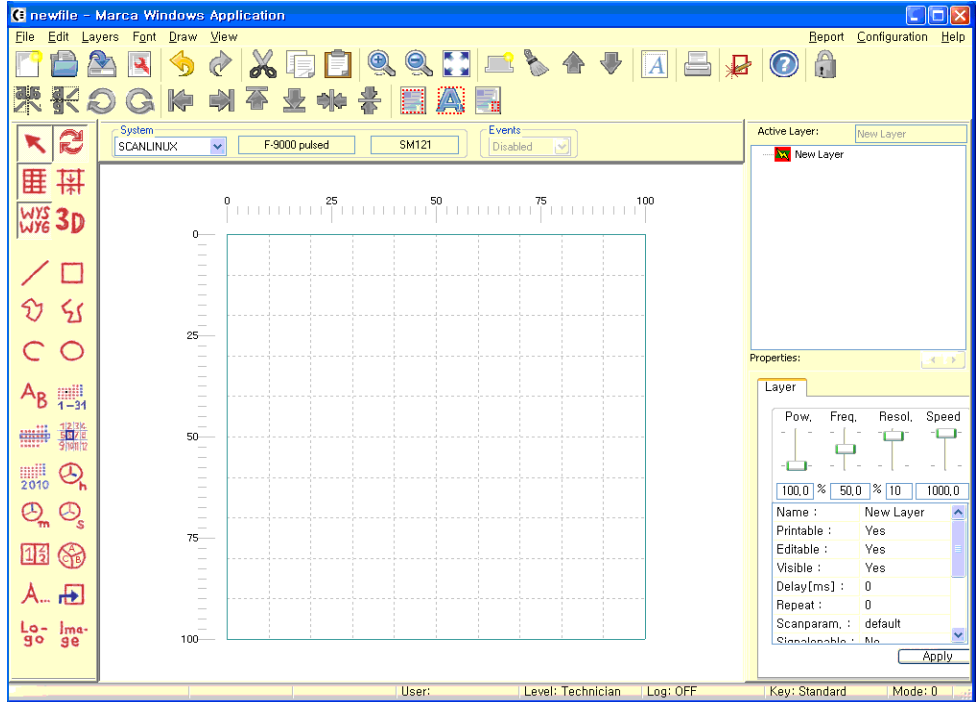 newfile - Marca Windows Application
File Edit Layers Font Draw View Report Configuration Help
A
System
SCANLINUX
F-9000 pulsed
SM121
Events
Disabled
Active Layer: New Layer
New Layer
WYS
WYG
3D
AB
1-31
2010
h
m
s
A...
Lo-
go
Ima-
ge
0 25 50 75 100
0
25
50
75
100
Properties:
Layer
Pow. Freq. Resol. Speed
100,0 % 50,0 % 10 1000,0
Name : New Layer
Printable : Yes
Editable : Yes
Visible : Yes
Delay[ms] : 0
Repeat : 0
Scanparam. : default
Signalenable : No
Apply
User: Level: Technician Log: OFF Key: Standard Mode: 0